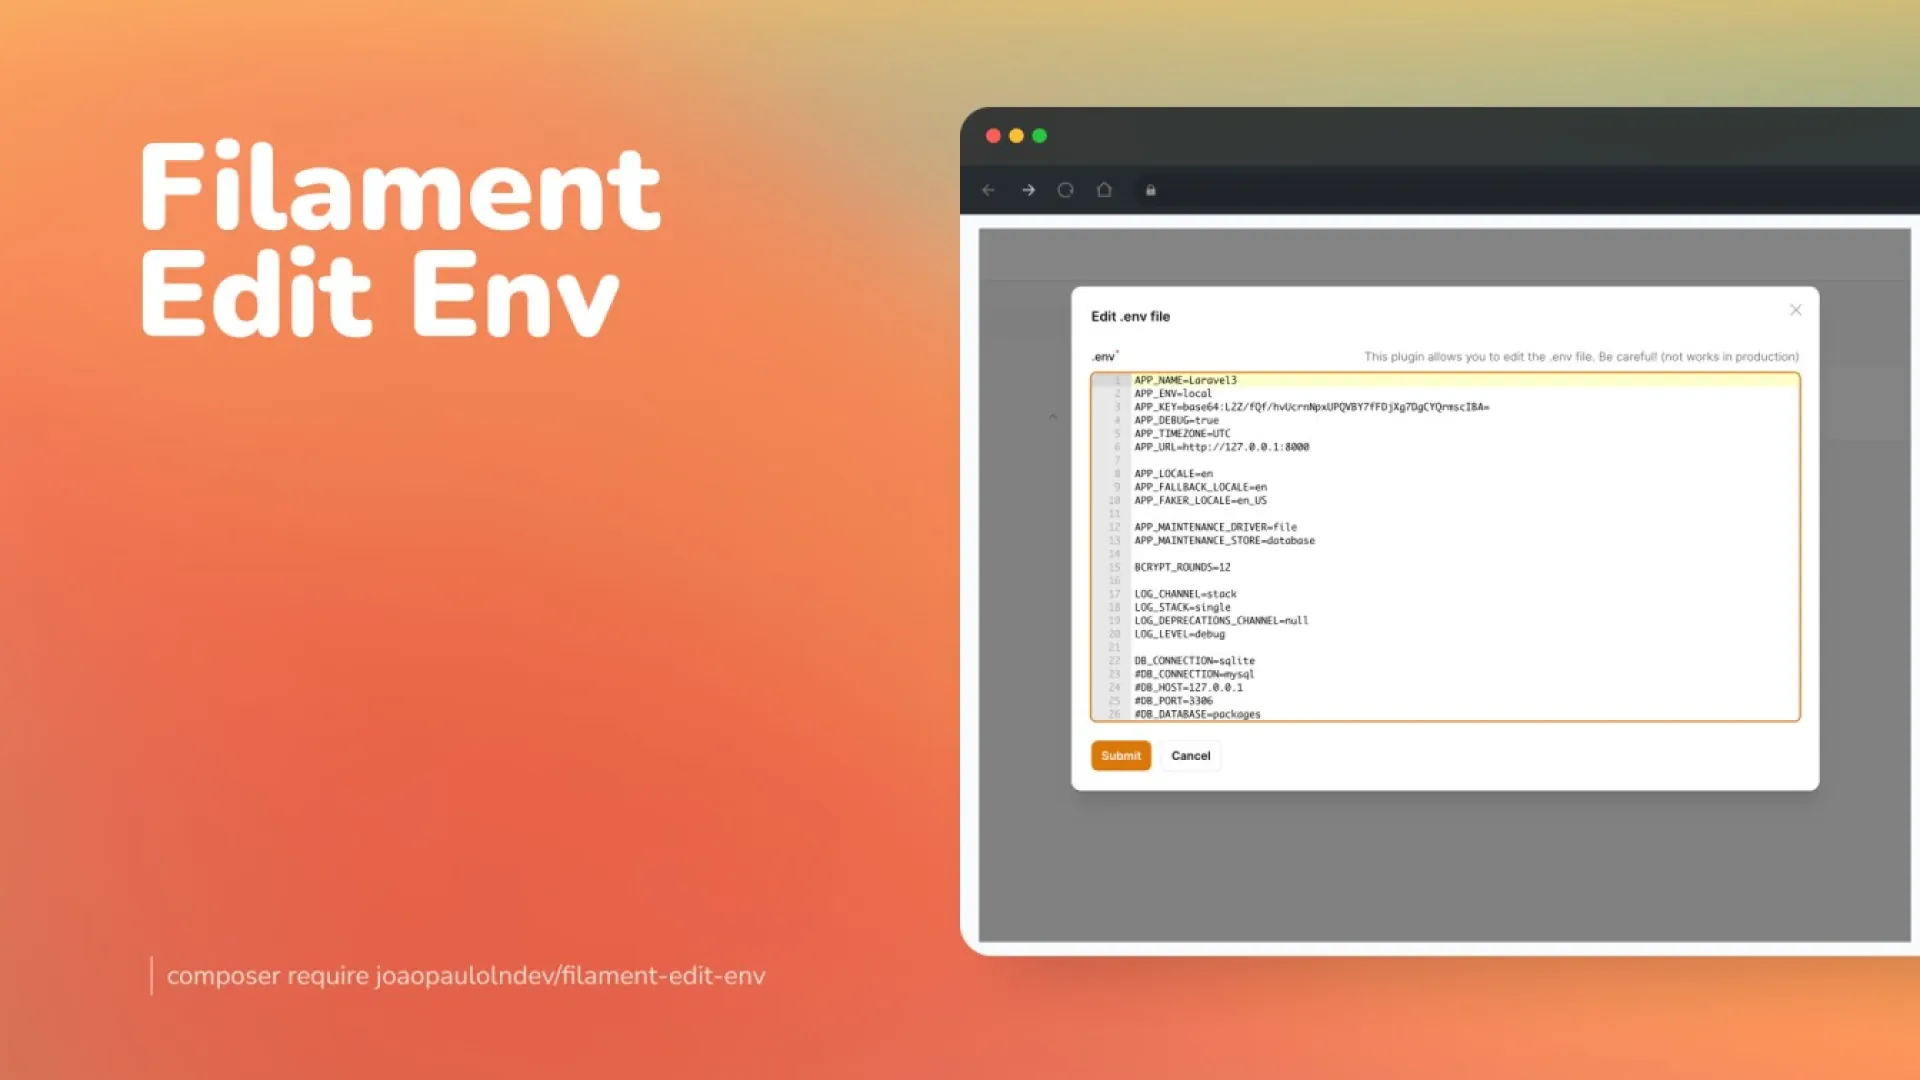 Filament
Edit Env
composer require joaopaulolndev/filament-edit-env
Edit .env file
.env*
This plugin allows you to edit the .env file. Be careful! (not works in production)
1 APP_NAME=Laravel3
2 APP_ENV=local
3 APP_KEY=base64:L2Z/fQf/hvUcrnNpxUPQVBY7fFDjXg7DgCYQrmscIBA=
4 APP_DEBUG=true
5 APP_TIMEZONE=UTC
6 APP_URL=http://127.0.0.1:8000
7
8 APP_LOCALE=en
9 APP_FALLBACK_LOCALE=en
10 APP_FAKER_LOCALE=en_US
11
12 APP_MAINTENANCE_DRIVER=file
13 APP_MAINTENANCE_STORE=database
14
15 BCRYPT_ROUNDS=12
16
17 LOG_CHANNEL=stack
18 LOG_STACK=single
19 LOG_DEPRECATIONS_CHANNEL=null
20 LOG_LEVEL=debug
21
22 DB_CONNECTION=sqlite
23 #DB_CONNECTION=mysql
24 #DB_HOST=127.0.0.1
25 #DB_PORT=3306
26 #DB_DATABASE=packages
Submit
Cancel